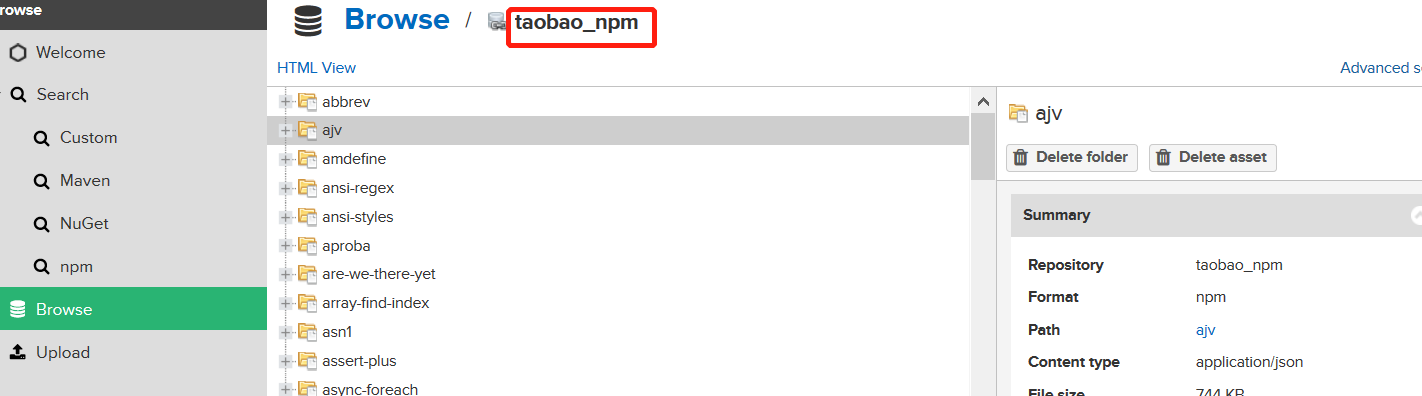 rowse
Welcome
Search
Custom
Maven
NuGet
npm
Browse
Upload
Browse / taobao_npm
HTML View
Advanced se
abbrev
ajv
amdefine
ansi-regex
ansi-styles
aproba
are-we-there-yet
array-find-index
asn1
assert-plus
async-foreach
ajv
Delete folder
Delete asset
Summary
Repository taobao_npm
Format npm
Path ajv
Content type application/json
File size 744 KB